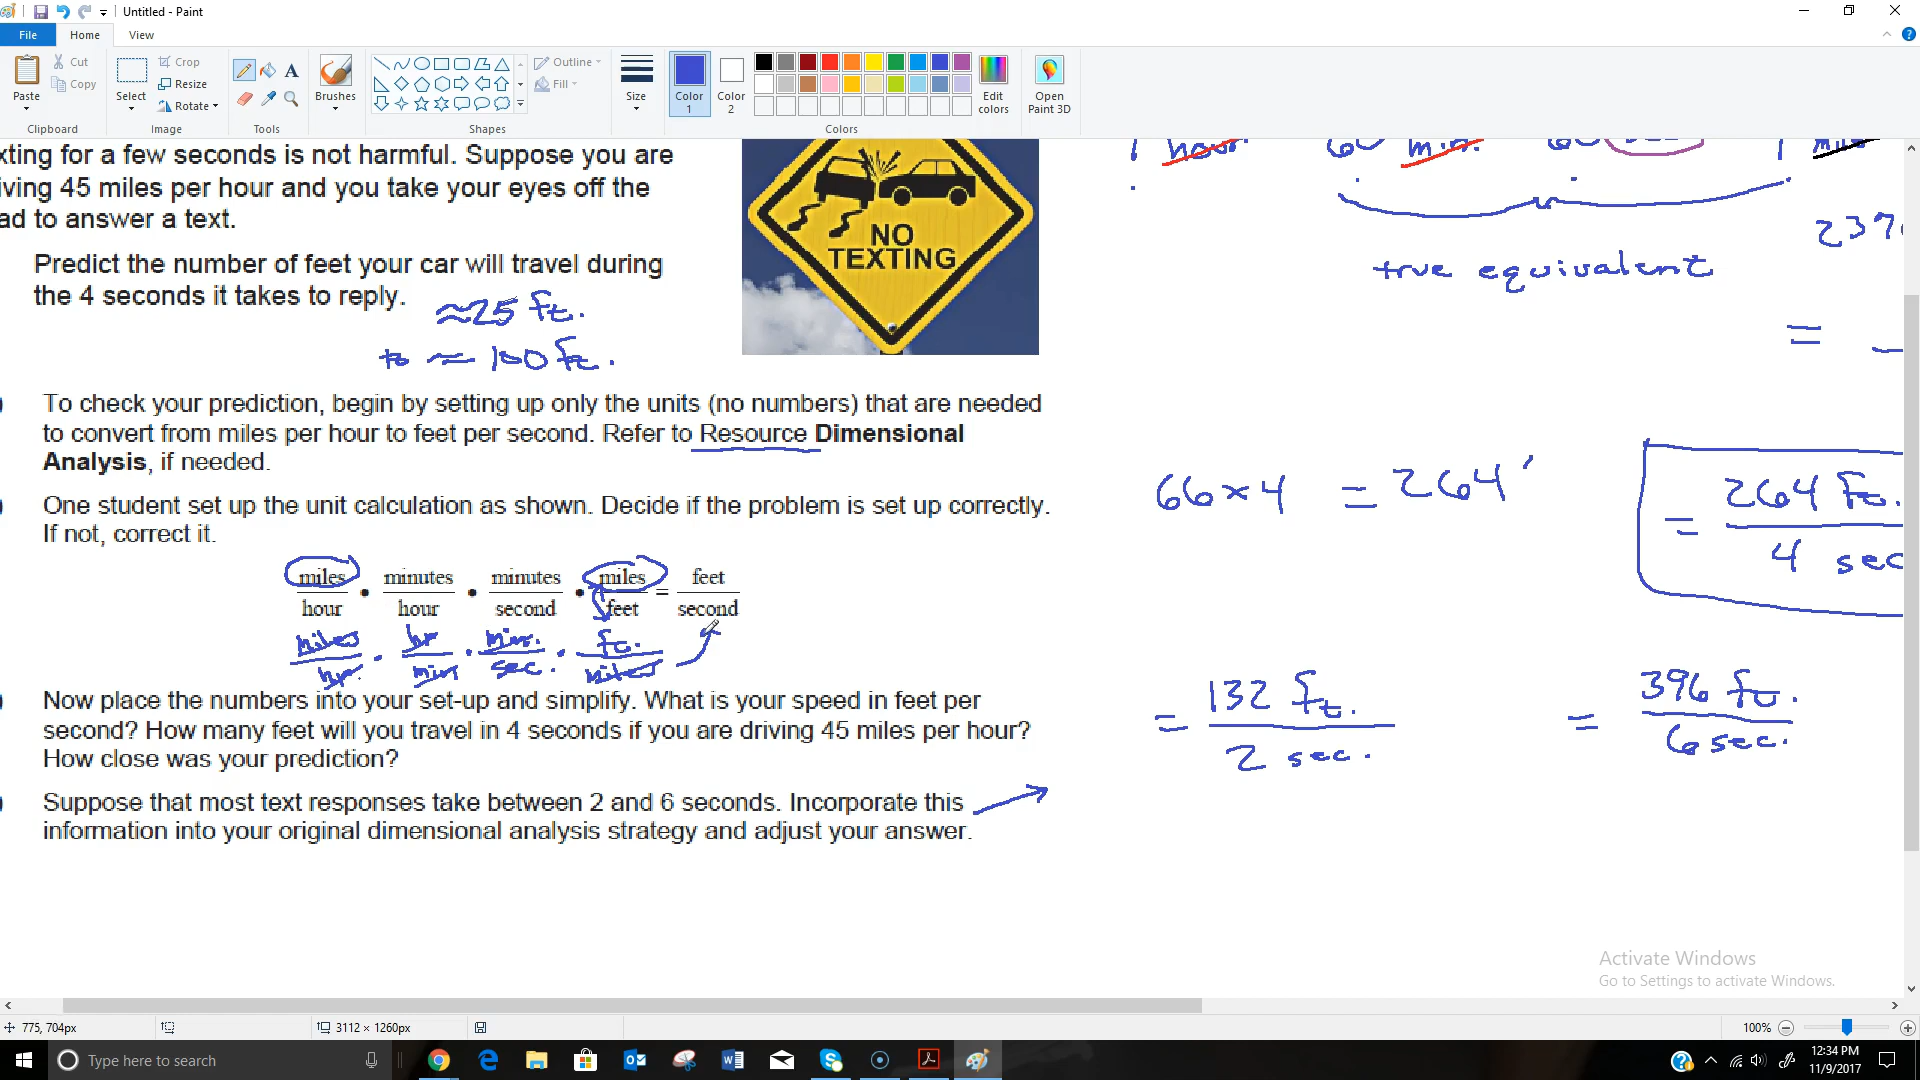 Untitled - Paint
File Home View
Paste
Cut
Copy
Clipboard
Select
Crop
Resize
Rotate
Image
Tools
Brushes
Shapes
Outline
Fill
Size
Color 1
Color 2
Edit colors
Colors
Open Paint 3D
xting for a few seconds is not harmful. Suppose you are
iving 45 miles per hour and you take your eyes off the
ad to answer a text.
Predict the number of feet your car will travel during
the 4 seconds it takes to reply.
≈25 ft.
to ≈ 100 ft.
NO
TEXTING
To check your prediction, begin by setting up only the units (no numbers) that are needed
to convert from miles per hour to feet per second. Refer to Resource Dimensional
Analysis, if needed.
One student set up the unit calculation as shown. Decide if the problem is set up correctly.
If not, correct it.
miles minutes minutes miles feet
hour • hour • second • feet = second
miles hr min. ft.
hr. • min • sec. • miles
Now place the numbers into your set-up and simplify. What is your speed in feet per
second? How many feet will you travel in 4 seconds if you are driving 45 miles per hour?
How close was your prediction?
Suppose that most text responses take between 2 and 6 seconds. Incorporate this
information into your original dimensional analysis strategy and adjust your answer.
1 hour 60 min. 60 1 mile
true equivalent
237
=
66 × 4 = 264 '
= 264 ft.
4 sec
= 132 ft.
2 sec.
= 396 ft.
6 sec.
Activate Windows
Go to Settings to activate Windows.
775, 704px
3112 × 1260px
100%
Type here to search
12:34 PM
11/9/2017